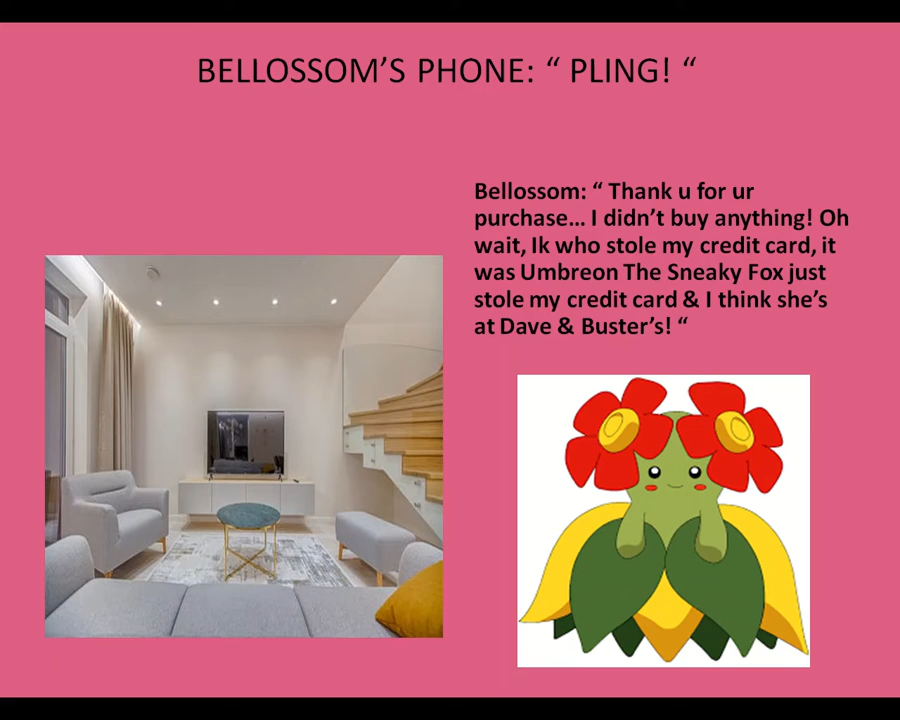 BELLOSSOM’S PHONE: “ PLING! “
Bellossom: “ Thank u for ur
purchase... I didn’t buy anything! Oh
wait, Ik who stole my credit card, it
was Umbreon The Sneaky Fox just
stole my credit card & I think she’s
at Dave & Buster’s! “